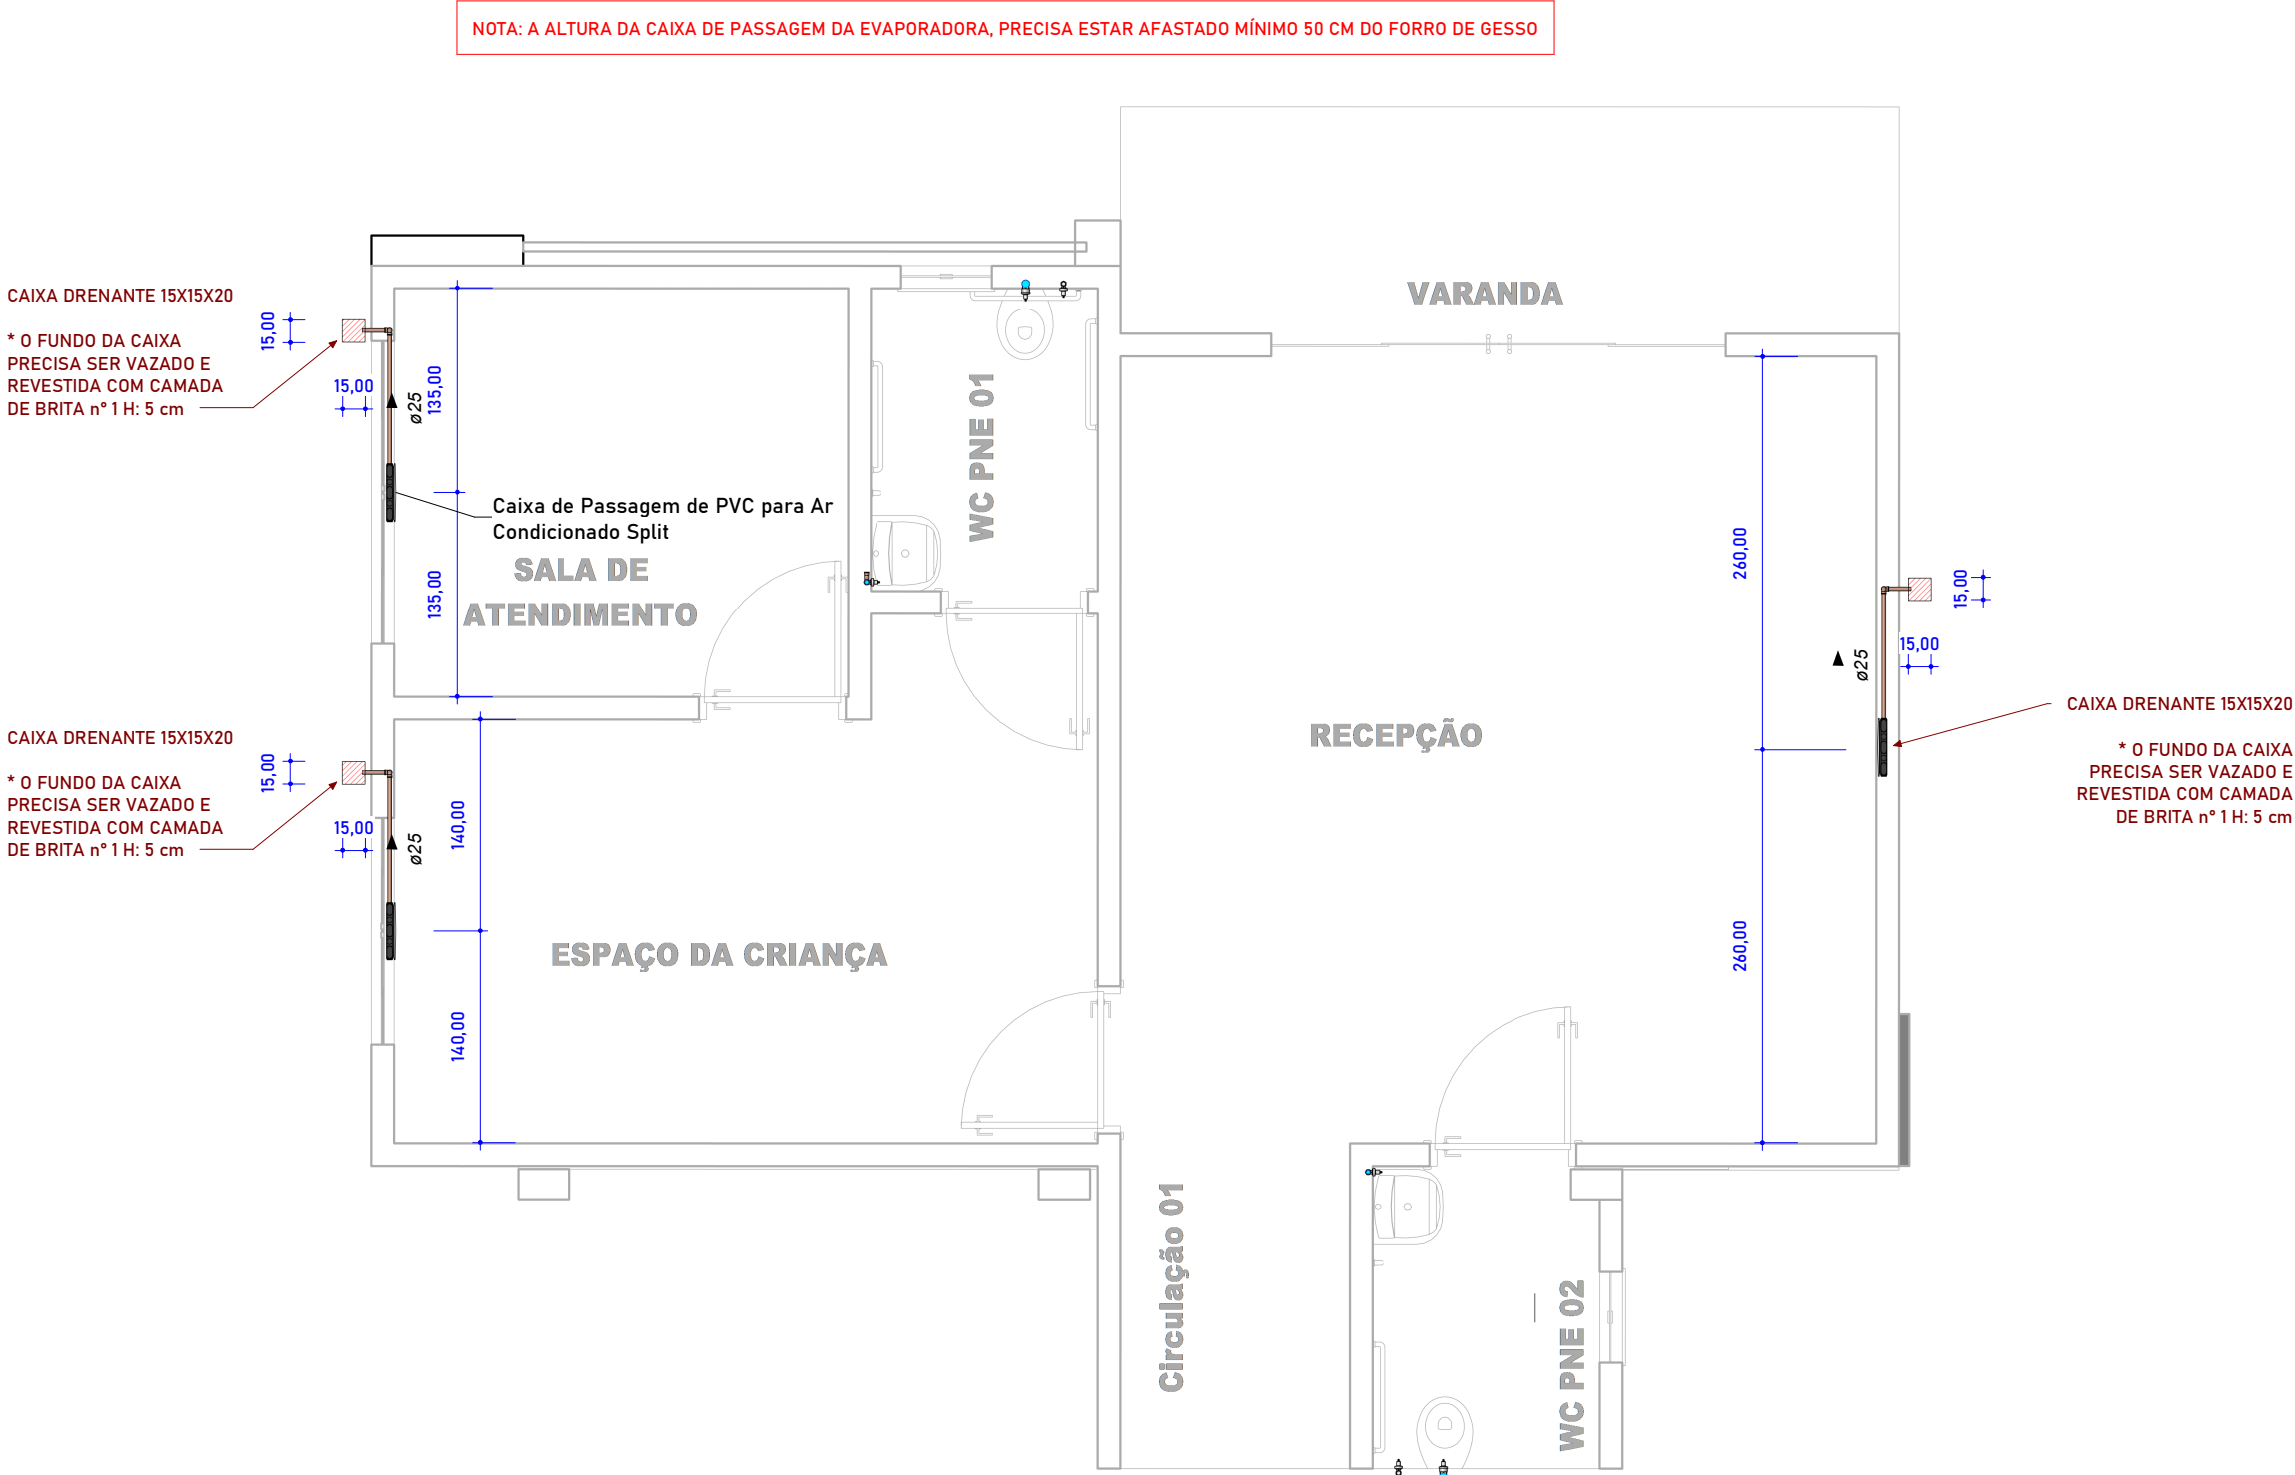 NOTA: A ALTURA DA CAIXA DE PASSAGEM DA EVAPORADORA, PRECISA ESTAR AFASTADO MÍNIMO 50 CM DO FORRO DE GESSO
VARANDA
CAIXA DRENANTE 15X15X20
* O FUNDO DA CAIXA
PRECISA SER VAZADO E
REVESTIDA COM CAMADA
DE BRITA nº 1 H: 5 cm
15,00
15,00
ø25
135,00
135,00
Caixa de Passagem de PVC para Ar
Condicionado Split
SALA DE
ATENDIMENTO
WC PNE 01
260,00
260,00
RECEPÇÃO
ø25
15,00
15,00
CAIXA DRENANTE 15X15X20
* O FUNDO DA CAIXA
PRECISA SER VAZADO E
REVESTIDA COM CAMADA
DE BRITA nº 1 H: 5 cm
CAIXA DRENANTE 15X15X20
* O FUNDO DA CAIXA
PRECISA SER VAZADO E
REVESTIDA COM CAMADA
DE BRITA nº 1 H: 5 cm
15,00
15,00
ø25
140,00
140,00
ESPAÇO DA CRIANÇA
Circulação 01
WC PNE 02